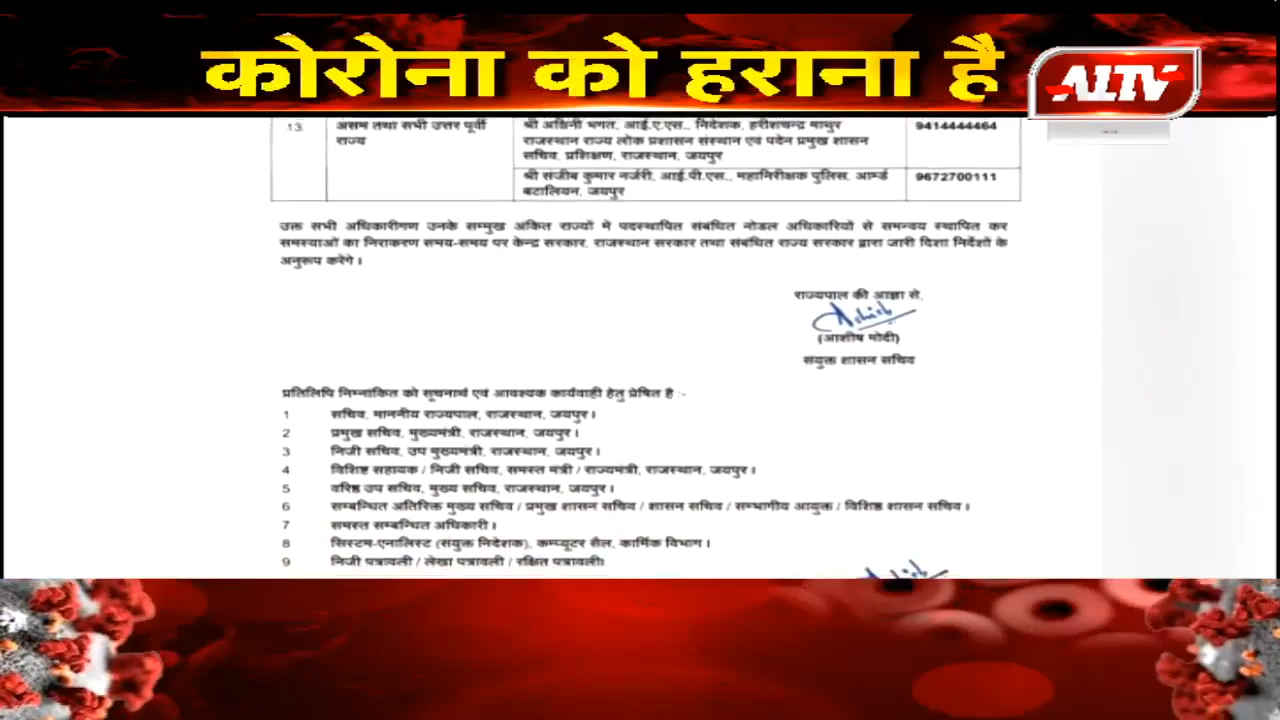 कोरोना को हराना है
A1TV
13. असम तथा सभी उत्तर पूर्वी राज्य
श्री अश्विनी भगत, आई.ए.एस., निदेशक, हरीशचन्द्र माथुर
राजस्थान राज्य लोक प्रशासन संस्थान एवं पदेन प्रमुख शासन
सचिव, प्रशिक्षण, राजस्थान, जयपुर
9414444464
श्री संजीब कुमार नर्जरी, आई.पी.एस., महानिरीक्षक पुलिस, आर्म्ड
बटालियन, जयपुर
9672700111
उक्त सभी अधिकारीगण उनके सम्मुख अंकित राज्यों में पदस्थापित संबंधित नोडल अधिकारियों से समन्वय स्थापित कर
समस्याओं का निराकरण समय-समय पर केन्द्र सरकार, राजस्थान सरकार तथा संबंधित राज्य सरकार द्वारा जारी दिशा निर्देशों के
अनुरूप करेंगे ।
राज्यपाल की आज्ञा से,
Ashish
(आशीष मोदी)
संयुक्त शासन सचिव
प्रतिलिपि निम्नांकित को सूचनार्थ एवं आवश्यक कार्यवाही हेतु प्रेषित है :-
1 सचिव, माननीय राज्यपाल, राजस्थान, जयपुर ।
2 प्रमुख सचिव, मुख्यमंत्री, राजस्थान, जयपुर ।
3 निजी सचिव, उप मुख्यमंत्री, राजस्थान, जयपुर ।
4 विशिष्ट सहायक / निजी सचिव, समस्त मंत्री / राज्यमंत्री, राजस्थान, जयपुर ।
5 वरिष्ठ उप सचिव, मुख्य सचिव, राजस्थान, जयपुर ।
6 सम्बन्धित अतिरिक्त मुख्य सचिव / प्रमुख शासन सचिव / शासन सचिव / सम्भागीय आयुक्त / विशिष्ठ शासन सचिव ।
7 समस्त सम्बन्धित अधिकारी ।
8 सिस्टम-एनालिस्ट (संयुक्त निदेशक), कम्प्यूटर सैल, कार्मिक विभाग ।
9 निजी पत्रावली / लेखा पत्रावली / रक्षित पत्रावली।